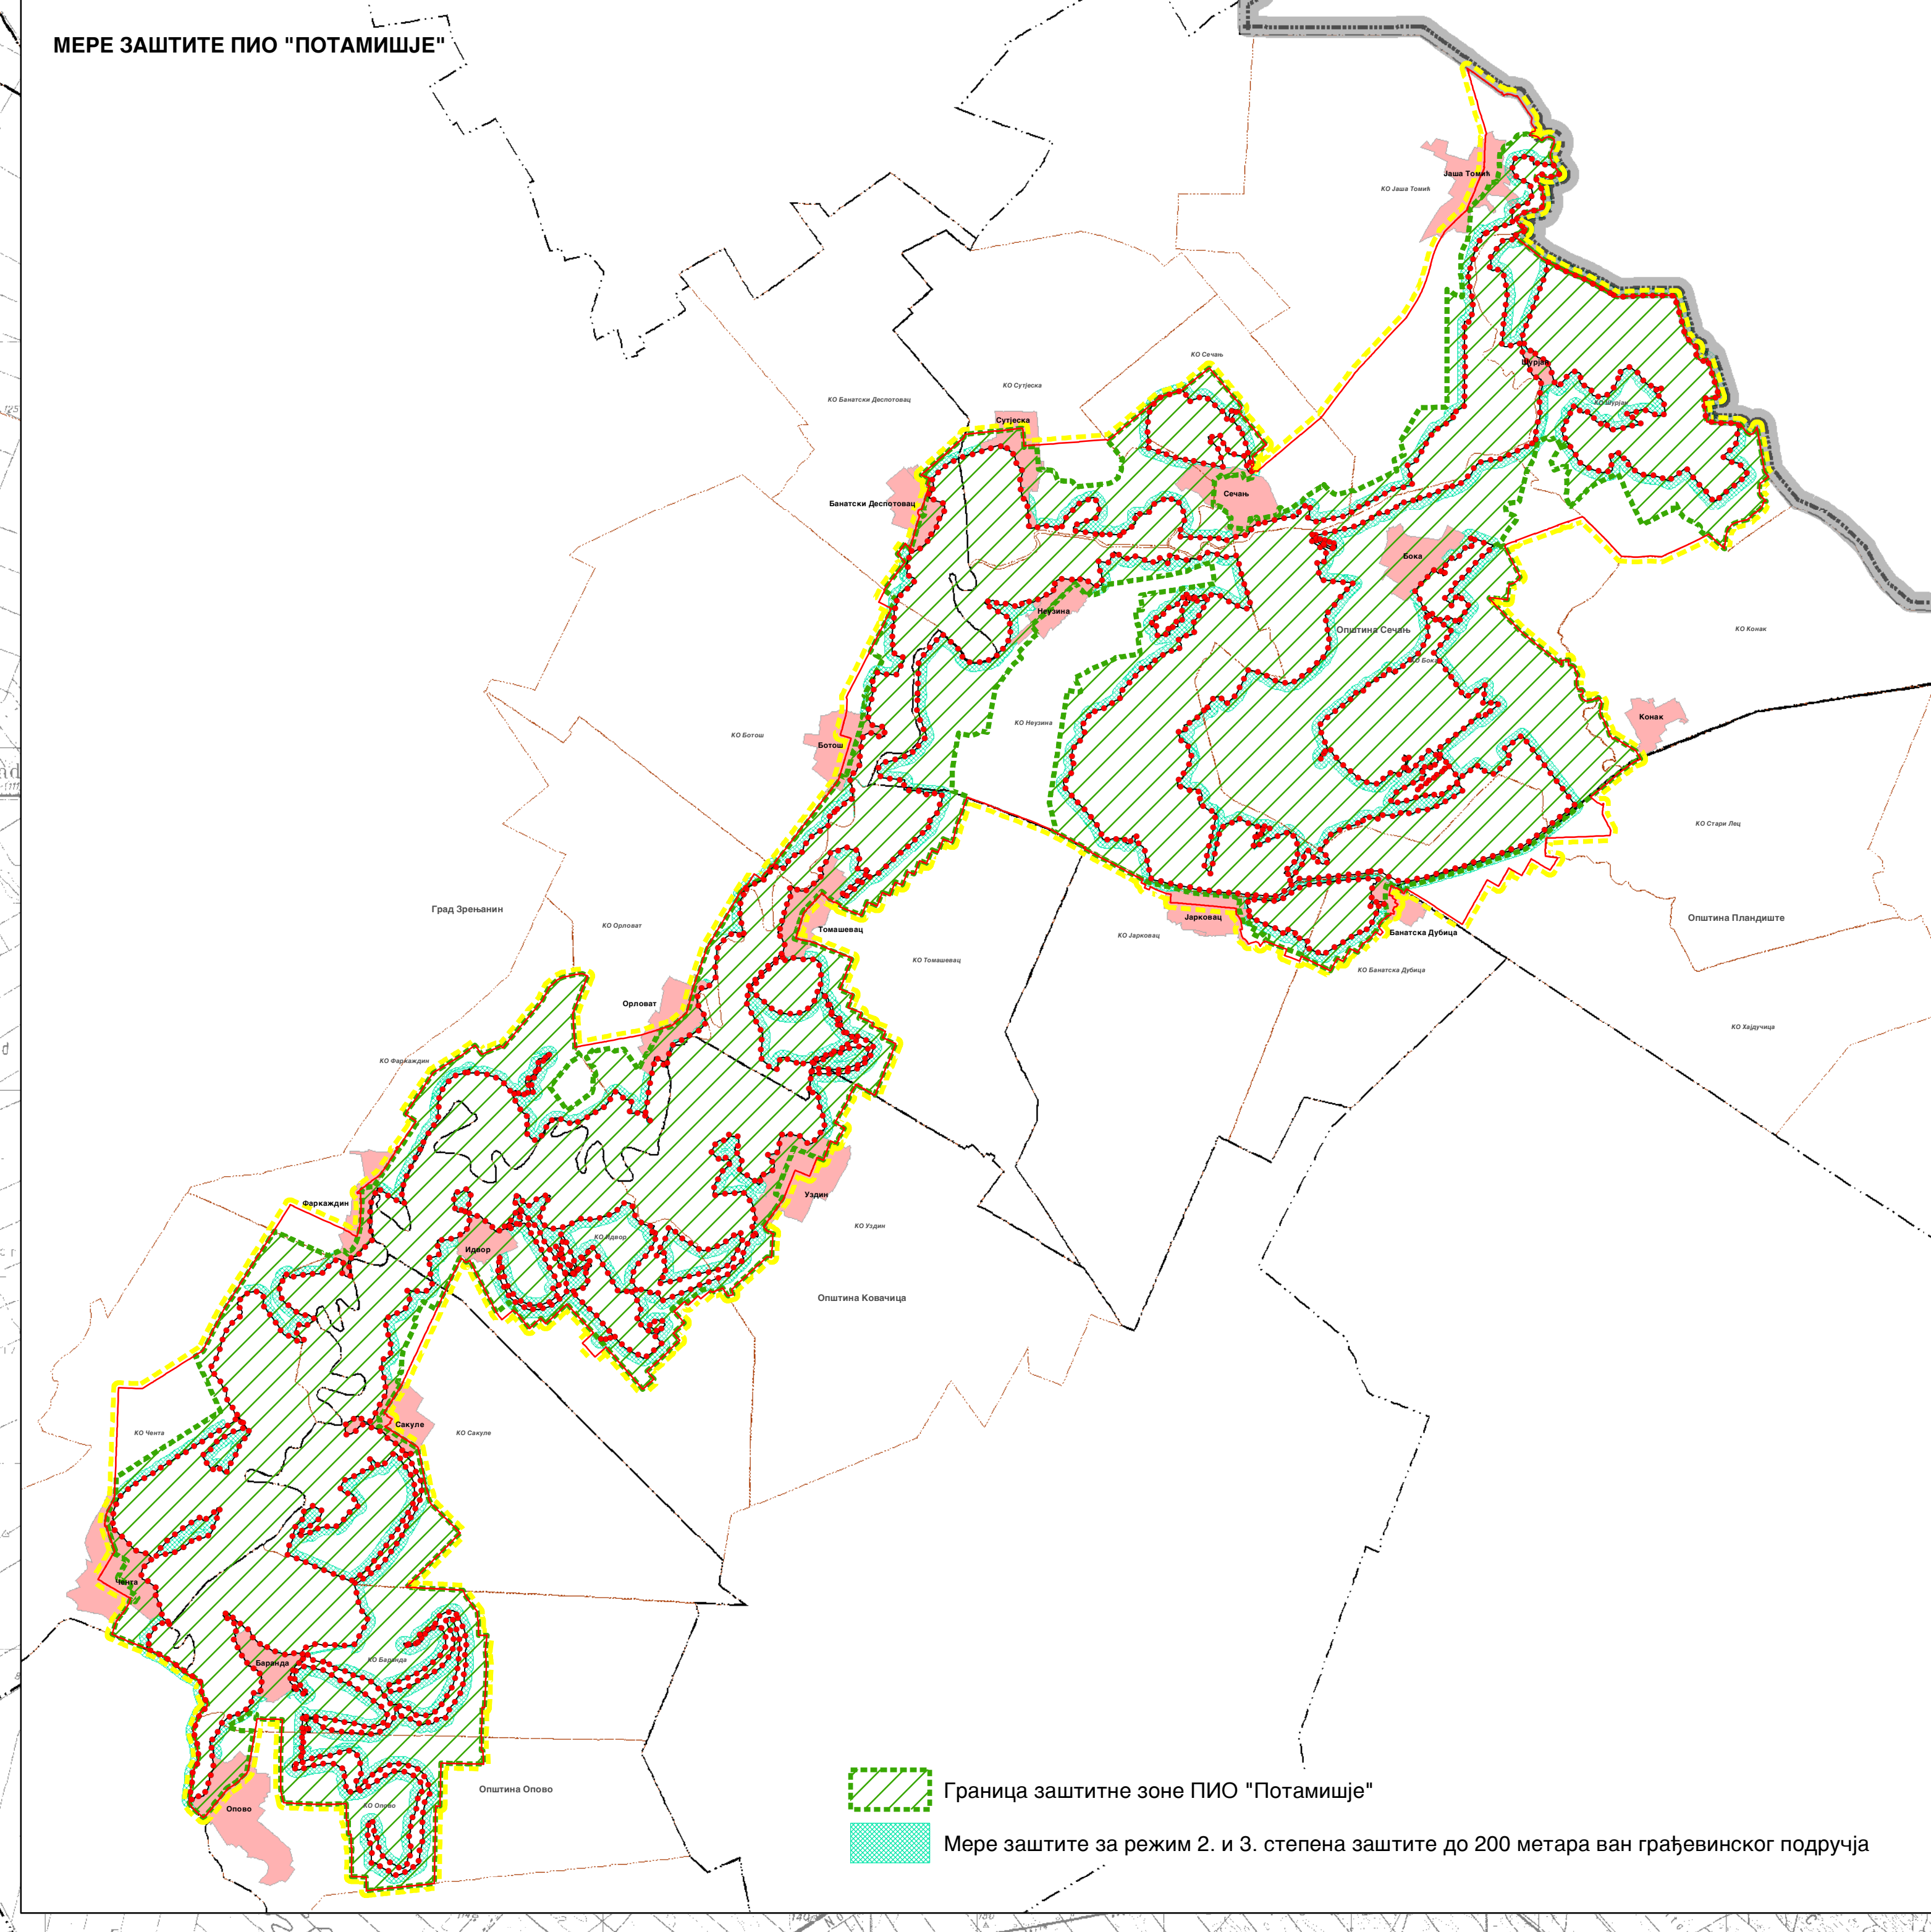 МЕРЕ ЗАШТИТЕ ПИО "ПОТАМИШЈЕ"
Јаша Томић
КО Јаша Томић
КО Сечањ
Шурјан
КО Сутјеска
КО Банатски Деспотовац
КО Шурјан
Сутјеска
Сечањ
Банатски Деспотовац
Бока
Неузина
Општина Сечањ
КО Конак
КО Бока
Конак
КО Неузина
КО Ботош
Ботош
КО Стари Лец
Град Зрењанин
Јарковац
Општина Пландиште
КО Орловат
Томашевац
Банатска Дубица
КО Јарковац
КО Томашевац
КО Банатска Дубица
Орловат
КО Хајдучица
КО Фаркаждин
Уздин
Фаркаждин
КО Уздин
КО Идвор
Идвор
Општина Ковачица
Сакуле
КО Чента
КО Сакуле
Чента
КО Баранда
Баранда
Општина Опово
КО Опово
Опово
Граница заштитне зоне ПИО "Потамишје"
Мере заштите за режим 2. и 3. степена заштите до 200 метара ван грађевинског подручја